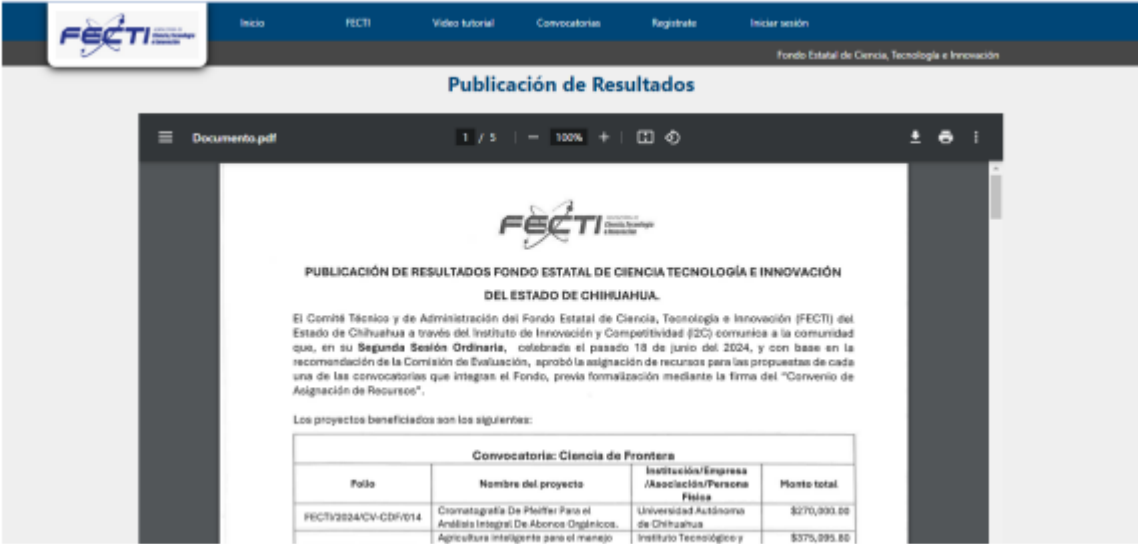 FECTI
Inicio
FECTI
Video tutorial
Convocatorias
Registrate
Iniciar sesión
Fondo Estatal de Ciencia, Tecnología e Innovación
Publicación de Resultados
Documento.pdf
1 / 5
100%
FECTI
PUBLICACIÓN DE RESULTADOS FONDO ESTATAL DE CIENCIA TECNOLOGÍA E INNOVACIÓN
DEL ESTADO DE CHIHUAHUA.
El Comité Técnico y de Administración del Fondo Estatal de Ciencia, Tecnología e Innovación (FECTI) del
Estado de Chihuahua a través del Instituto de Innovación y Competitividad (I2C) comunica a la comunidad
que, en su Segunda Sesión Ordinaria, celebrada el pasado 18 de junio del 2024, y con base en la
recomendación de la Comisión de Evaluación, aprobó la asignación de recursos para las propuestas de cada
una de las convocatorias que integran el Fondo, previa formalización mediante la firma del "Convenio de
Asignación de Recursos".
Los proyectos beneficiados son los siguientes:
Convocatoria: Ciencia de Frontera
Folio
Nombre del proyecto
Institución/Empresa
/Asociación/Persona
Física
Monto total
FECTI/2024/CV-CDF/014
Cromatografía De Pfeiffer Para el
Análisis Integral De Abonos Orgánicos.
Universidad Autónoma
de Chihuahua
$270,000.00
Agricultura inteligente para el manejo
Instituto Tecnológico y
$375,095.80